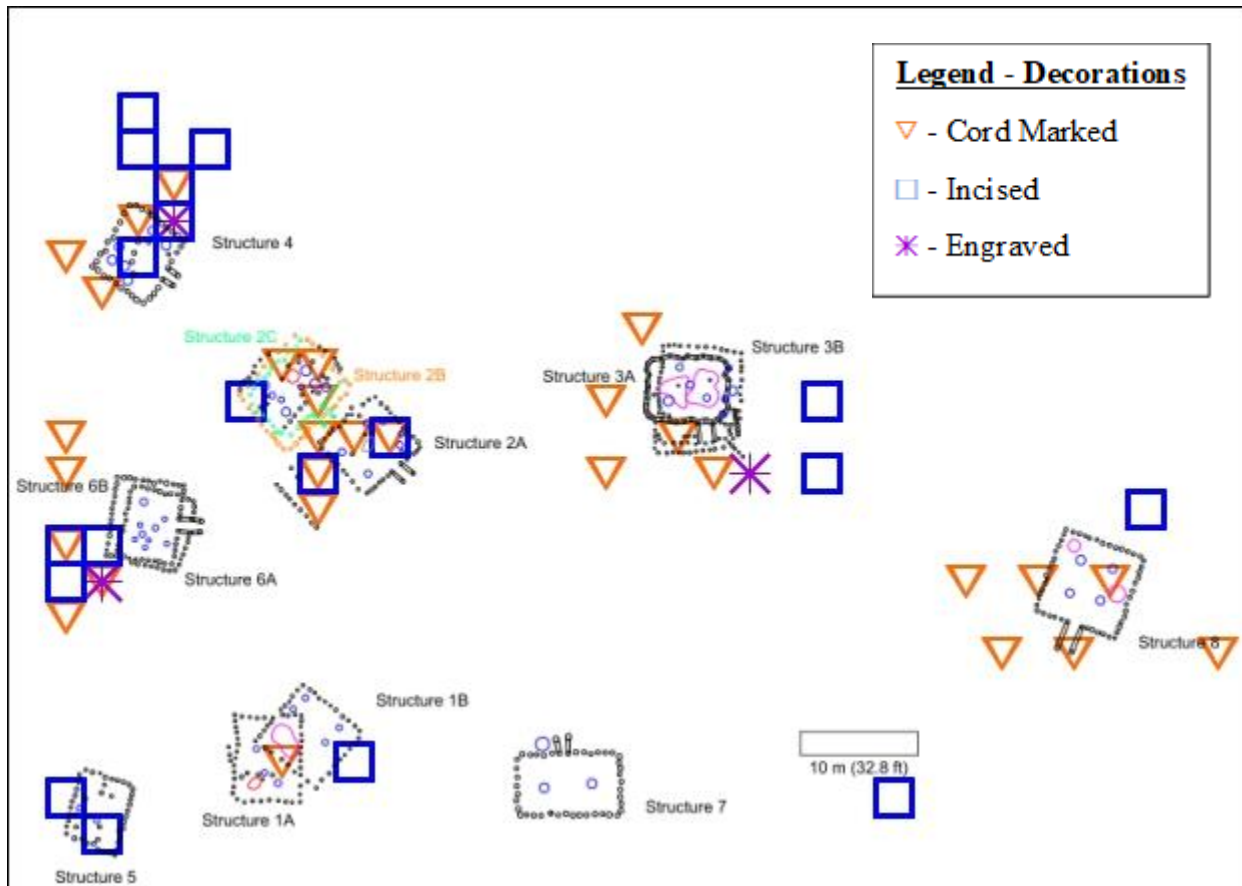 Legend - Decorations
- Cord Marked
- Incised
- Engraved
Structure 4
Structure 2C
Structure 2B
Structure 2A
Structure 3B
Structure 3A
Structure 6B
Structure 6A
Structure 8
Structure 1B
Structure 1A
Structure 7
10 m (32.8 ft)
Structure 5